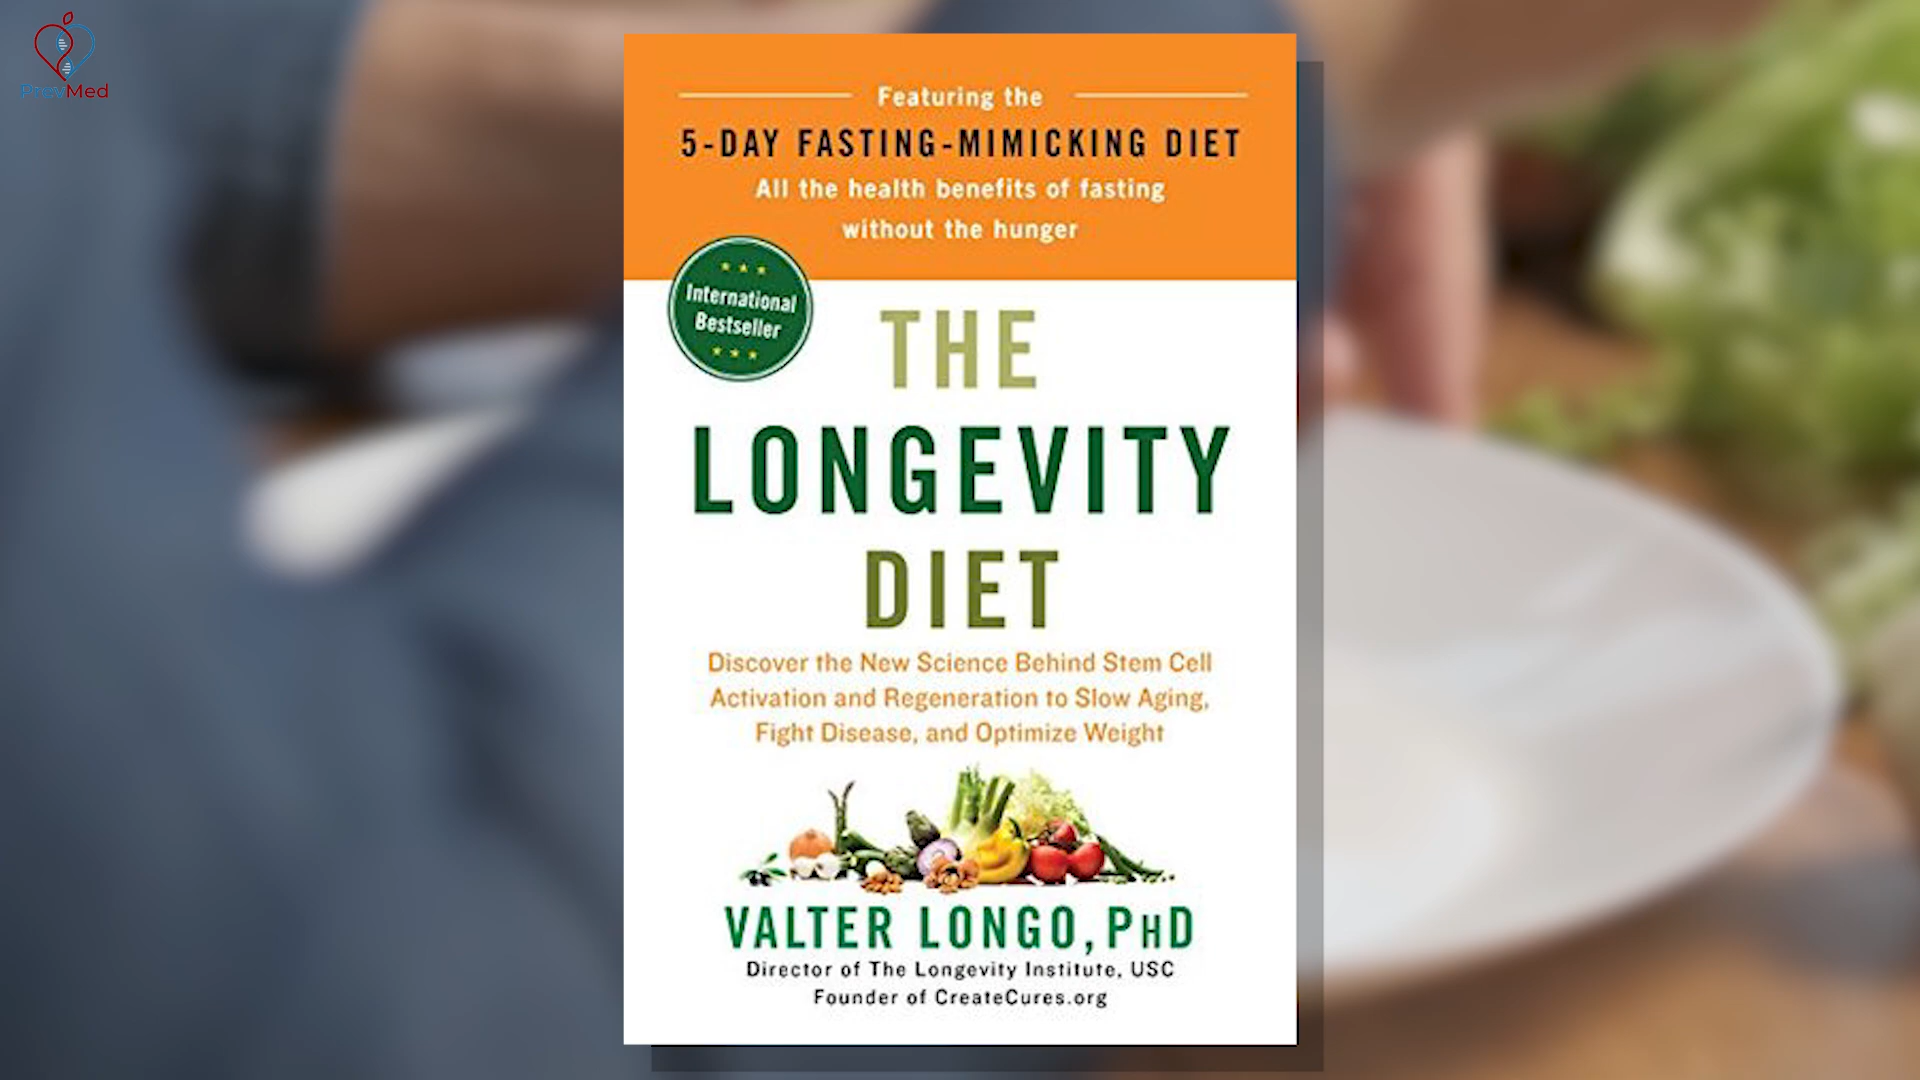 PrevMed
Featuring the
5-DAY FASTING-MIMICKING DIET
All the health benefits of fasting
without the hunger
International
Bestseller
THE
LONGEVITY
DIET
Discover the New Science Behind Stem Cell
Activation and Regeneration to Slow Aging,
Fight Disease, and Optimize Weight
VALTER LONGO, PHD
Director of The Longevity Institute, USC
Founder of CreateCures.org